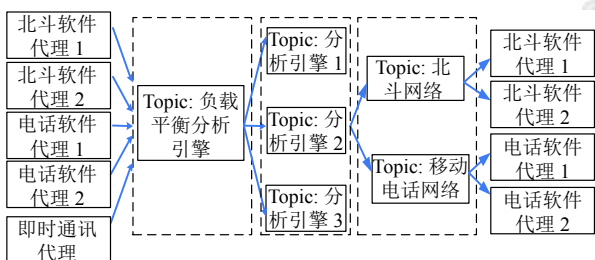 北斗软件
代理 1
北斗软件
代理 2
电话软件
代理 1
电话软件
代理 2
即时通讯
代理
Topic: 负载
平衡分析
引擎
Topic: 分
析引擎 1
Topic: 分
析引擎 2
Topic: 分
析引擎 3
Topic: 北
斗网络
Topic: 移动
电话网络
北斗软件
代理 1
北斗软件
代理 2
电话软件
代理 1
电话软件
代理 2